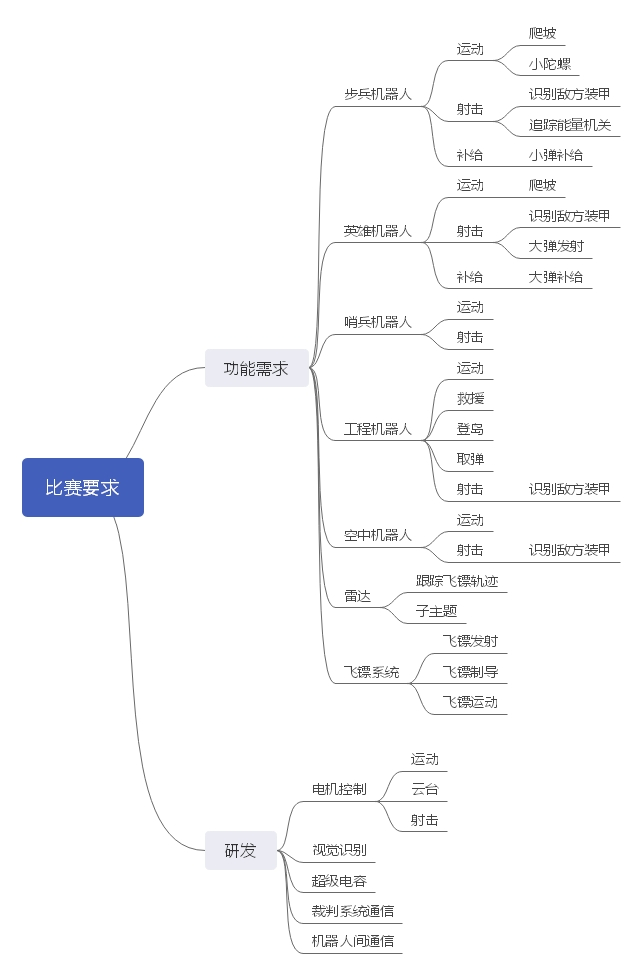 比赛要求
功能需求
步兵机器人
运动
爬坡
小陀螺
射击
识别敌方装甲
追踪能量机关
补给
小弹补给
英雄机器人
运动
爬坡
射击
识别敌方装甲
大弹发射
补给
大弹补给
哨兵机器人
运动
射击
工程机器人
运动
救援
登岛
取弹
射击
识别敌方装甲
空中机器人
运动
射击
识别敌方装甲
雷达
跟踪飞镖轨迹
子主题
飞镖系统
飞镖发射
飞镖制导
飞镖运动
研发
电机控制
运动
云台
射击
视觉识别
超级电容
裁判系统通信
机器人间通信